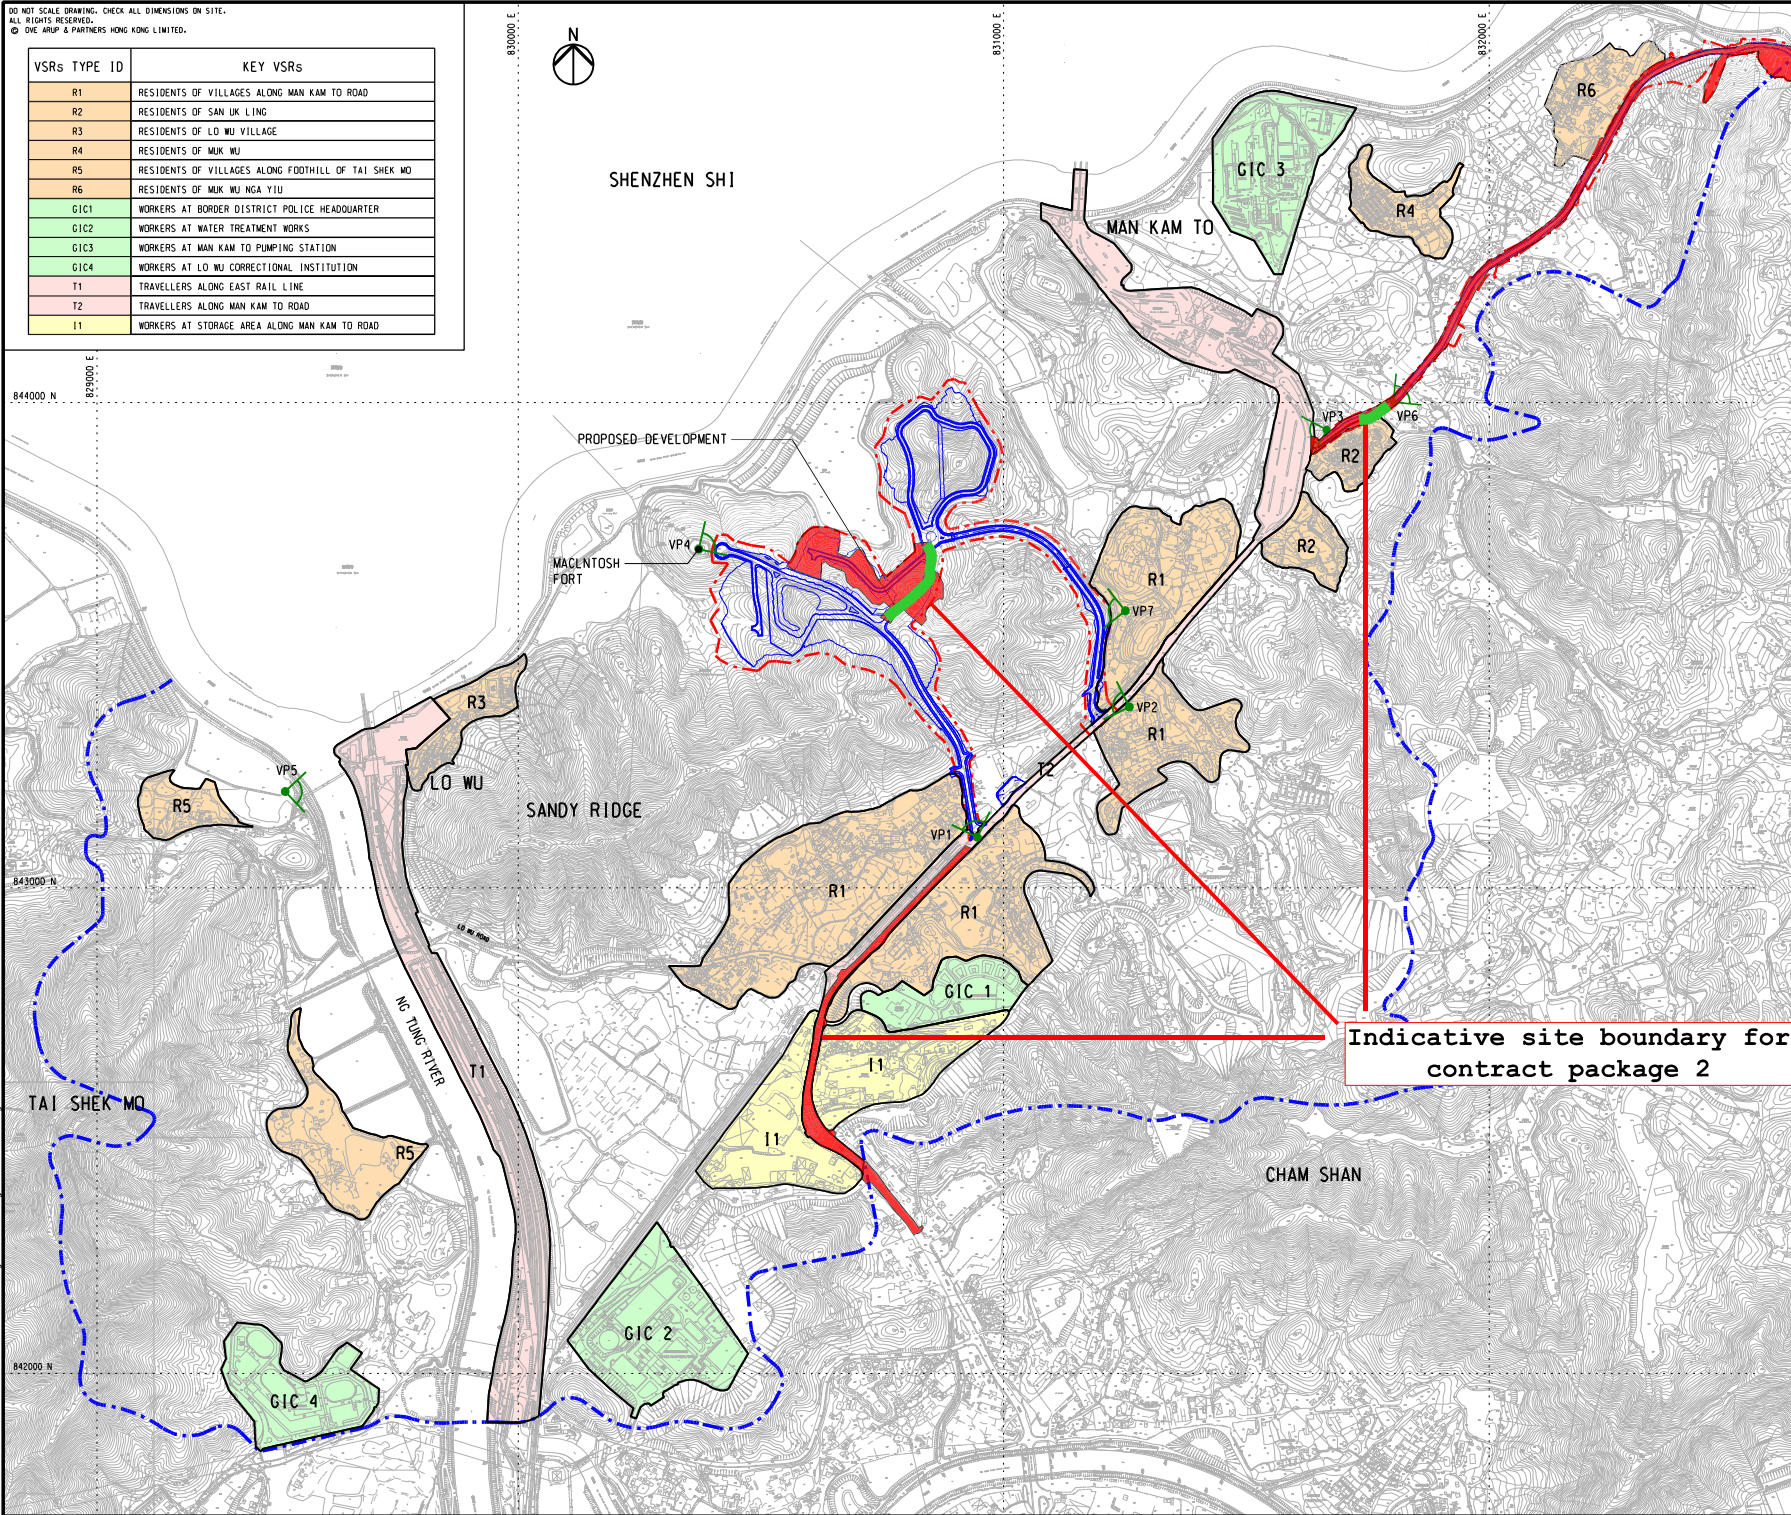 DO NOT SCALE DRAWING. CHECK ALL DIMENSIONS ON SITE.
ALL RIGHTS RESERVED.
© OVE ARUP & PARTNERS HONG KONG LIMITED.
VSRs TYPE ID KEY VSRs
R1 RESIDENTS OF VILLAGES ALONG MAN KAM TO ROAD
R2 RESIDENTS OF SAN UK LING
R3 RESIDENTS OF LO WU VILLAGE
R4 RESIDENTS OF MUK WU
R5 RESIDENTS OF VILLAGES ALONG FOOTHILL OF TAI SHEK MO
R6 RESIDENTS OF MUK WU NGA YIU
GIC1 WORKERS AT BORDER DISTRICT POLICE HEADQUARTER
GIC2 WORKERS AT WATER TREATMENT WORKS
GIC3 WORKERS AT MAN KAM TO PUMPING STATION
GIC4 WORKERS AT LO WU CORRECTIONAL INSTITUTION
T1 TRAVELLERS ALONG EAST RAIL LINE
T2 TRAVELLERS ALONG MAN KAM TO ROAD
I1 WORKERS AT STORAGE AREA ALONG MAN KAM TO ROAD
N
830000 E
831000 E
832000 E
829000 E
R6
GIC 3
SHENZHEN SHI
R4
MAN KAM TO
844000 N
VP3
VP6
PROPOSED DEVELOPMENT
R2
VP4
R2
MACLNTOSH
FORT
R1
VP7
R3
VP2
R1
T2
VP5
LO WU
R5
SANDY RIDGE
VP1
843000 N
R1
R1
LO WU ROAD
GIC 1
NG TUNG RIVER
Indicative site boundary for
contract package 2
T1
I1
TAI SHEK MO
I1
R5
CHAM SHAN
GIC 2
842000 N
GIC 4